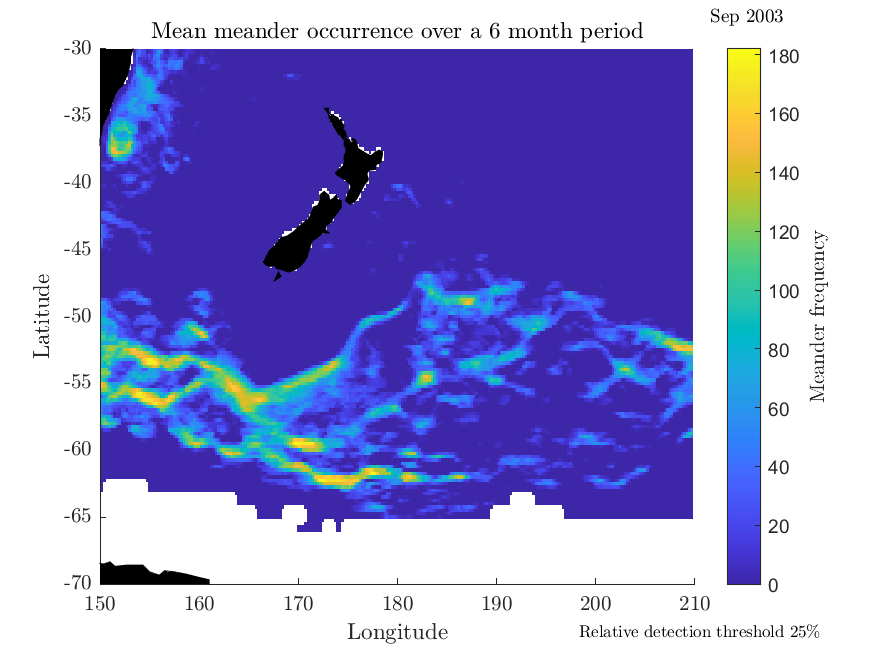 Sep 2003
Mean meander occurrence over a 6 month period
-30
-35
-40
-45
-50
-55
-60
-65
-70
Latitude
150 160 170 180 190 200 210
Longitude
180
160
140
120
100
80
60
40
20
0
Meander frequency
Relative detection threshold 25%